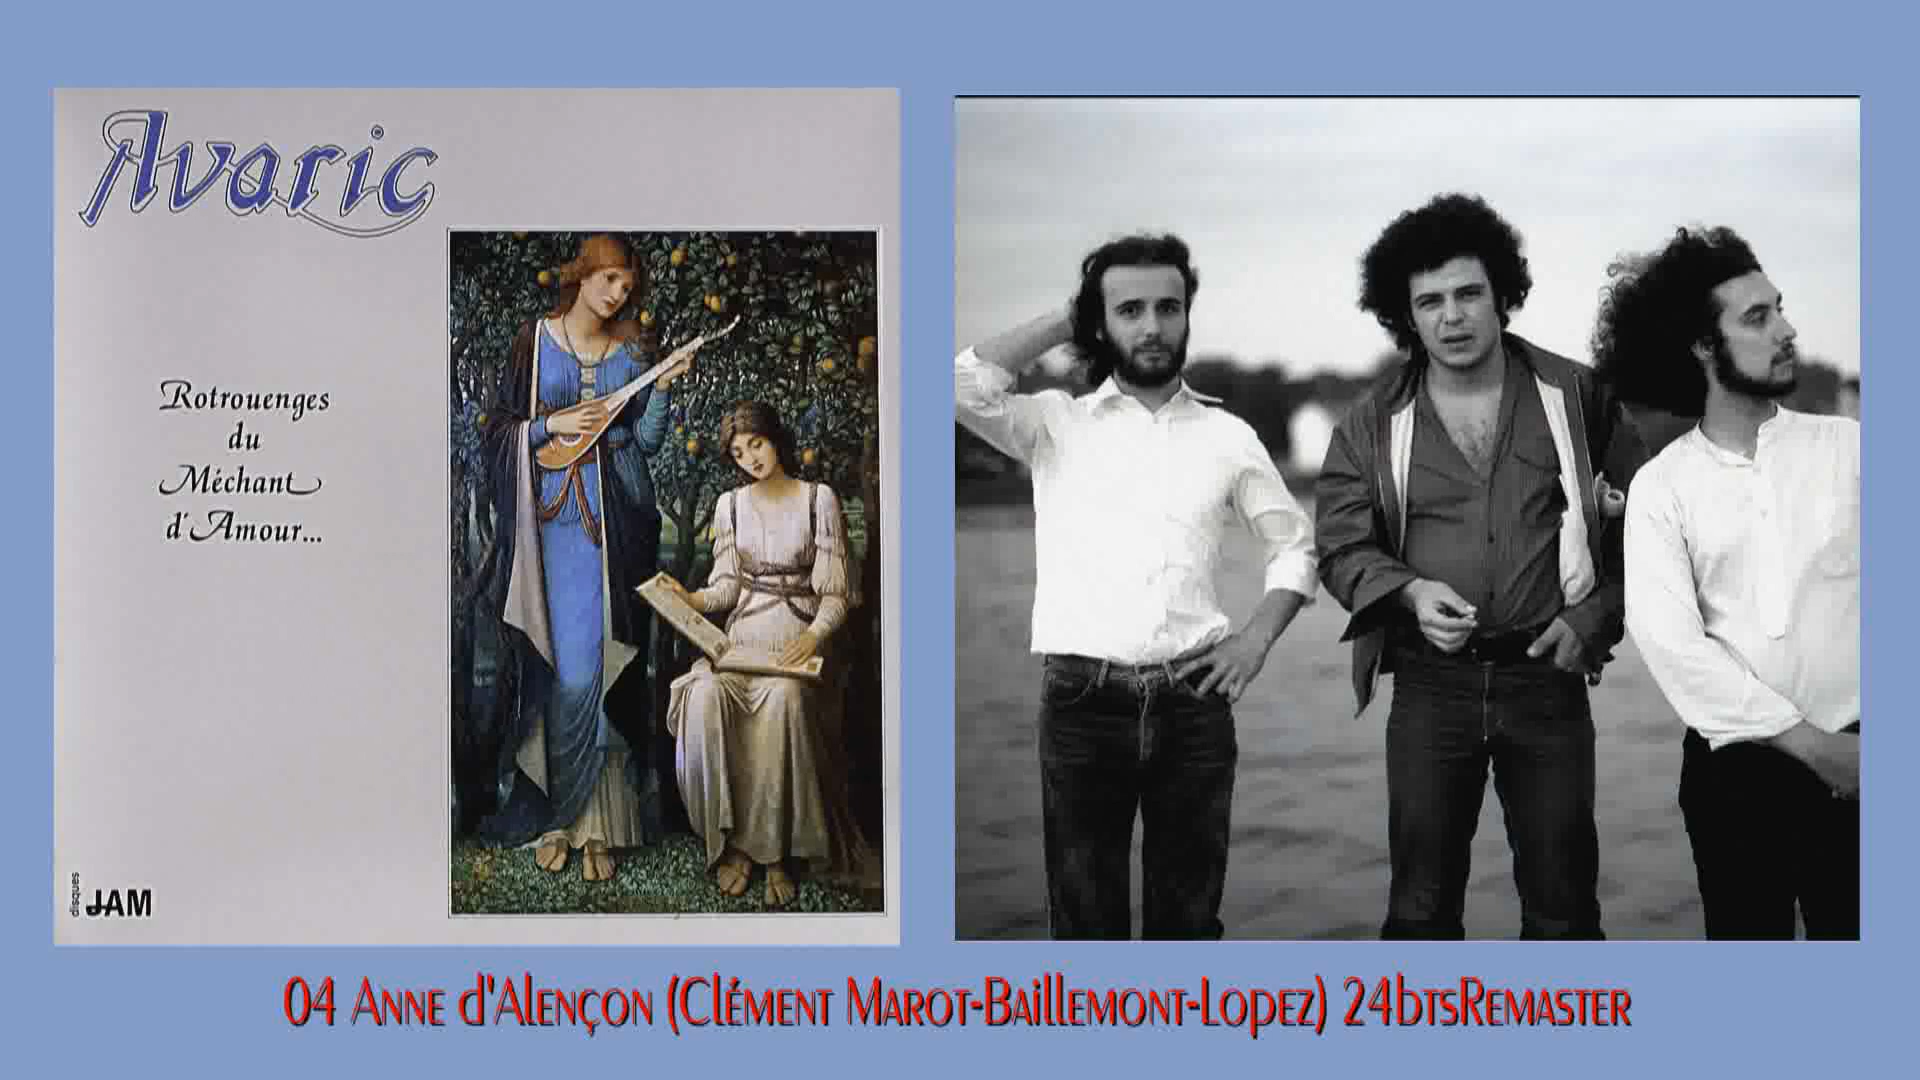 Avaric
Rotrouenges
du
Méchant
d'Amour...
disques
JAM
04 Anne d'Alençon (Clément Marot-Baillemont-Lopez) 24btsRemaster